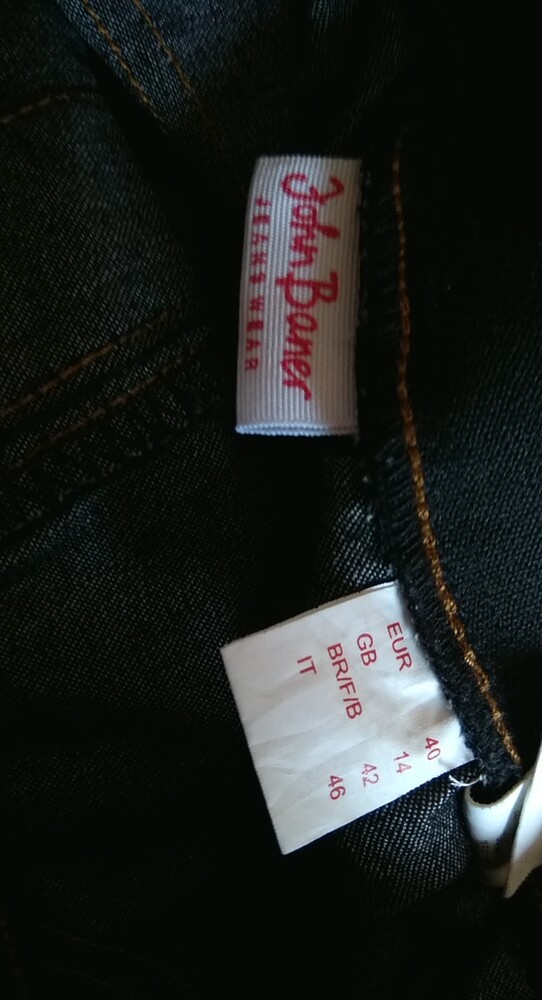 John Baner
JEANSWEAR
EUR 40
GB 14
BR/F/B 42
IT 46